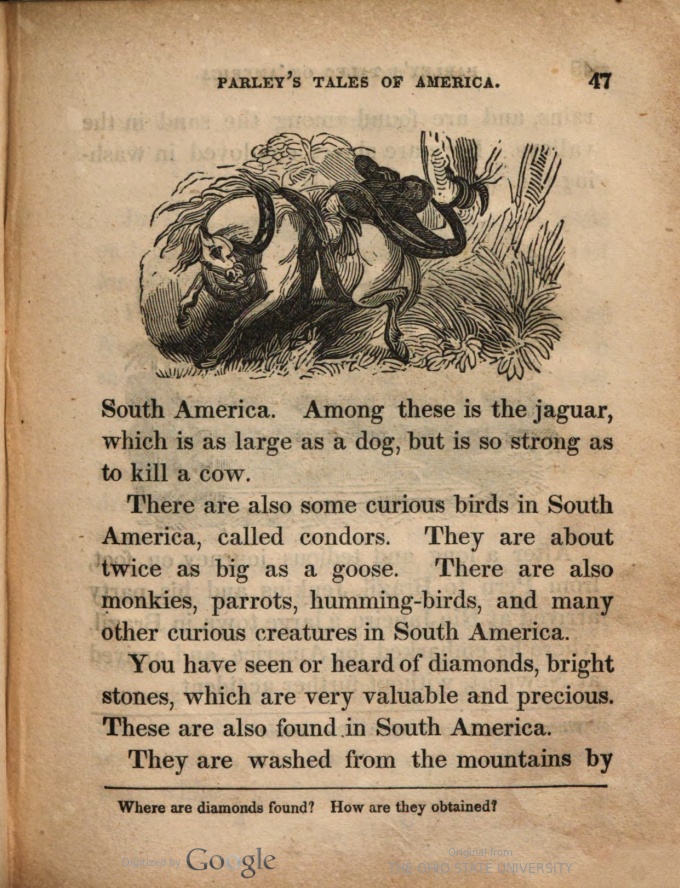 PARLEY'S TALES OF AMERICA. 47
South America. Among these is the jaguar,
which is as large as a dog, but is so strong as
to kill a cow.
There are also some curious birds in South
America, called condors. They are about
twice as big as a goose. There are also
monkies, parrots, humming-birds, and many
other curious creatures in South America.
You have seen or heard of diamonds, bright
stones, which are very valuable and precious.
These are also found in South America.
They are washed from the mountains by
Where are diamonds found? How are they obtained?
Digitized by Google
Original from
THE OHIO STATE UNIVERSITY